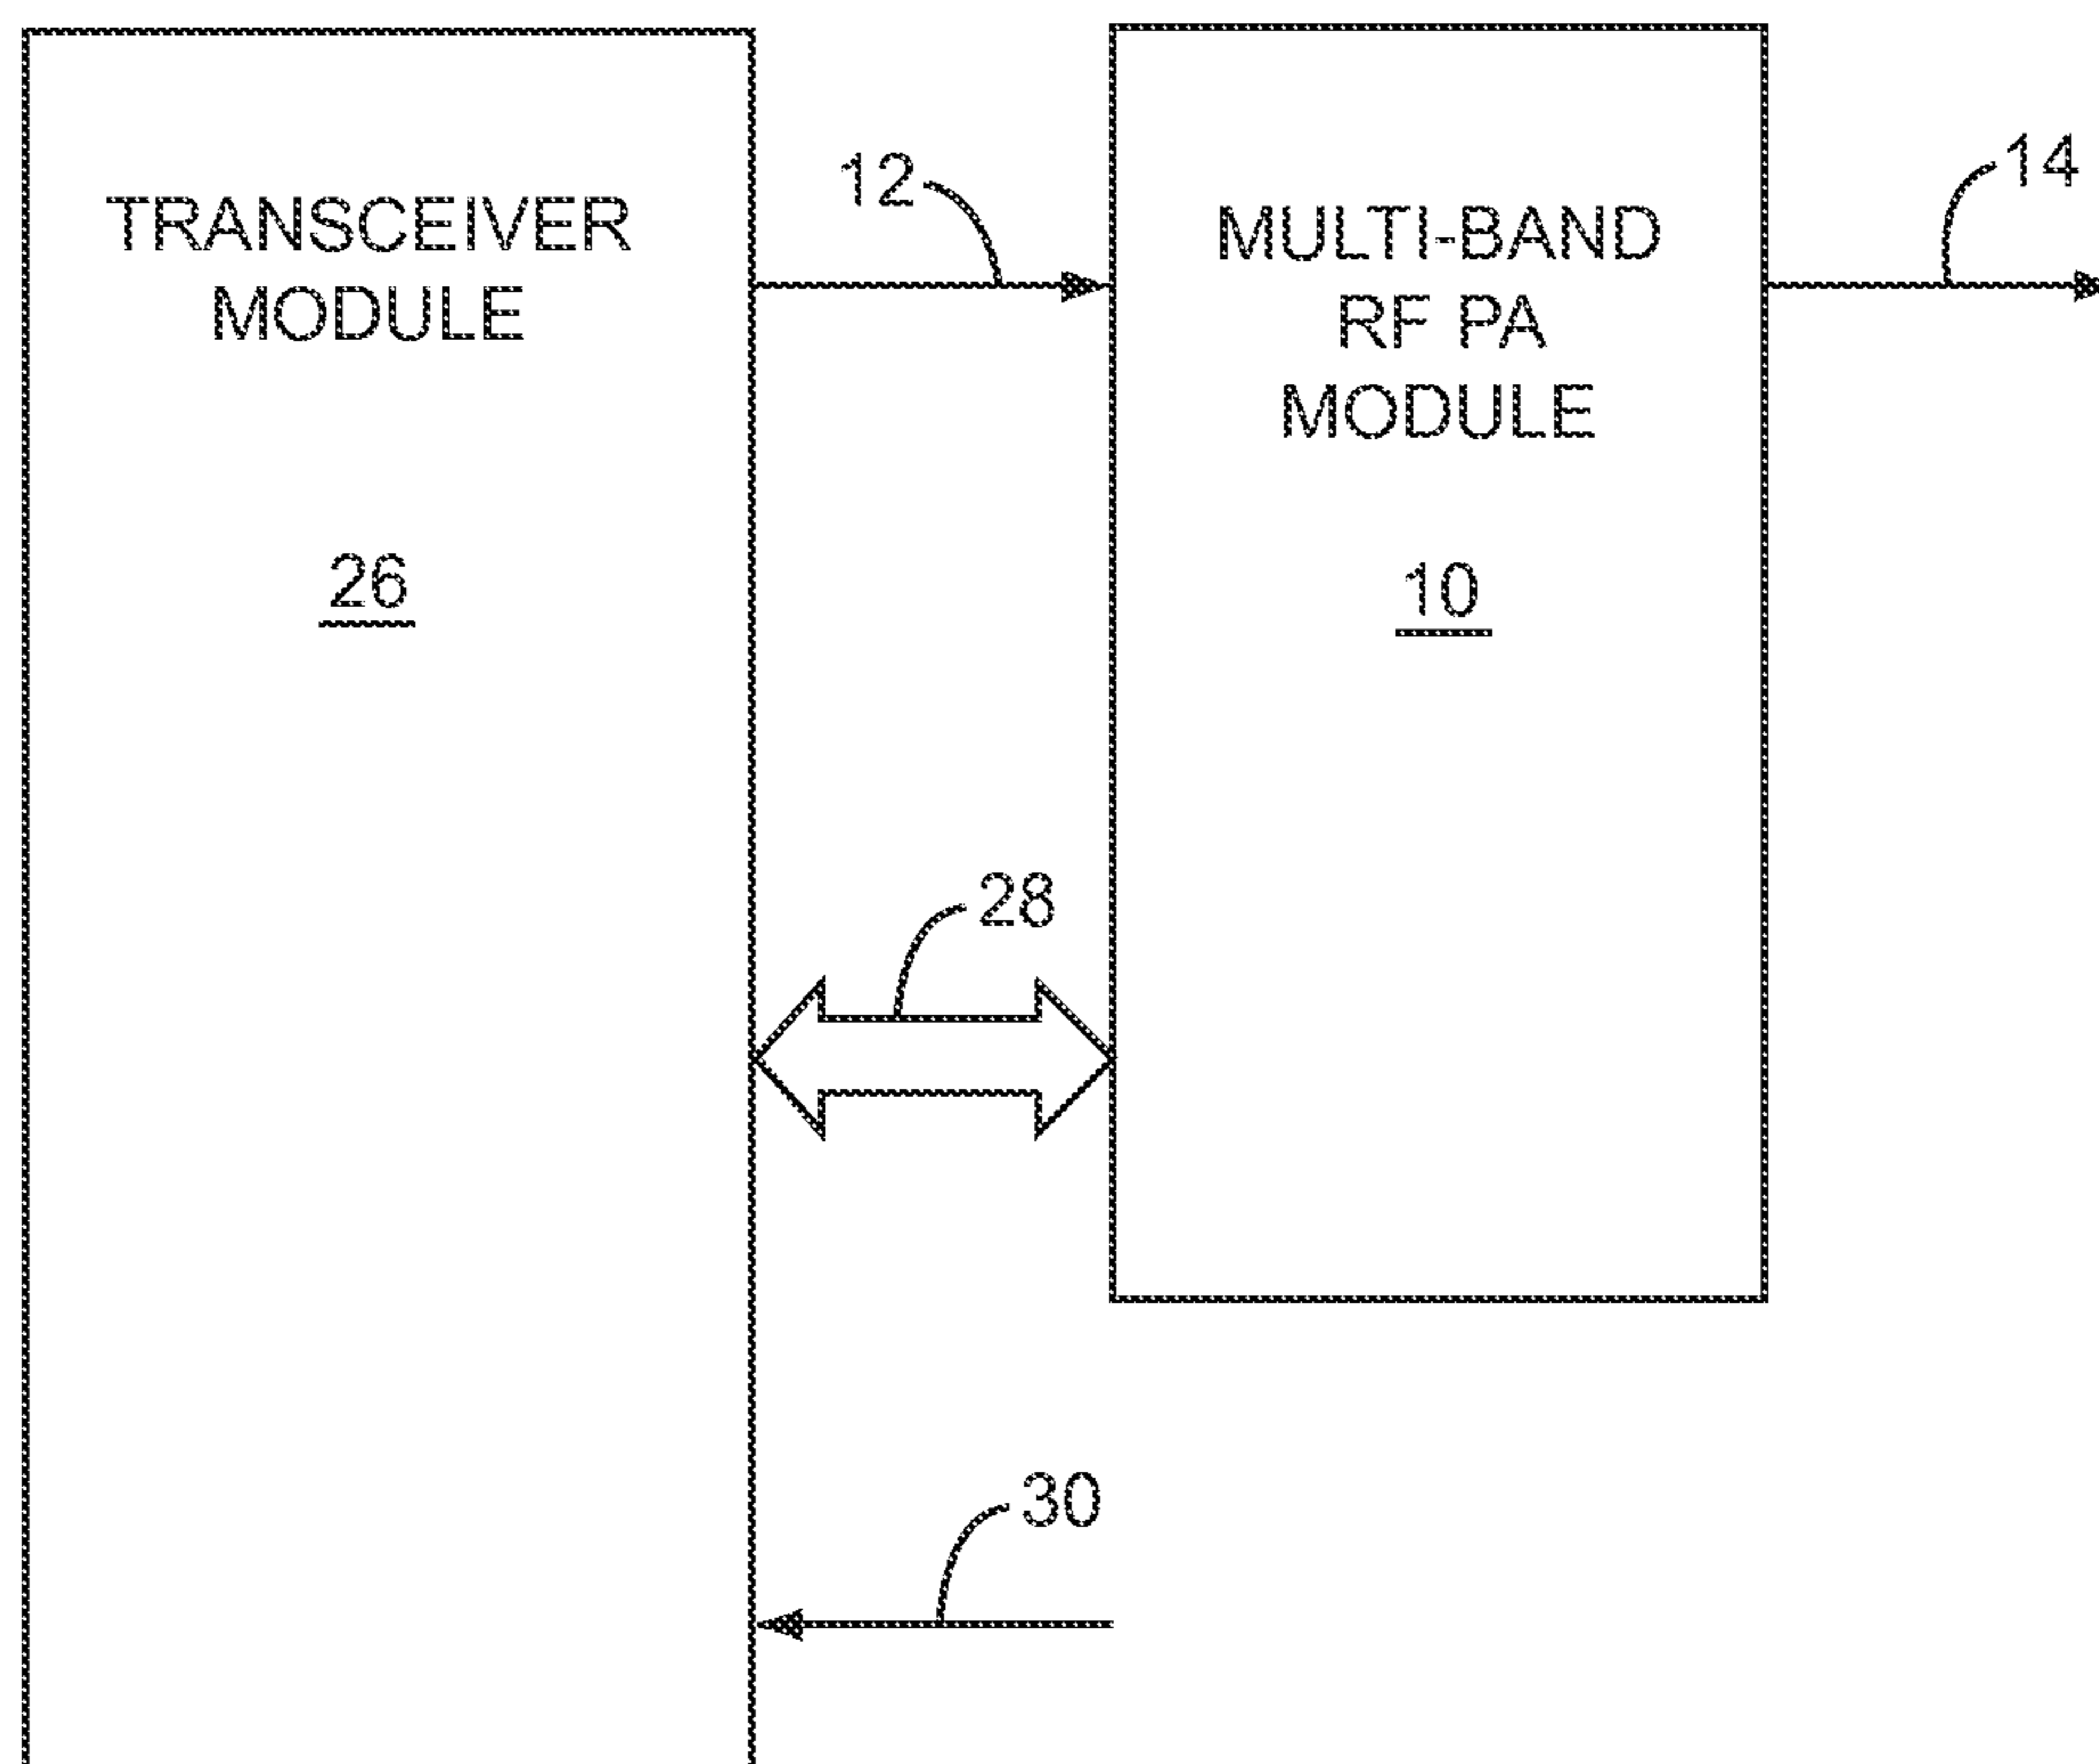 TRANSCEIVER
MODULE
26
12
MULTI-BAND
RF PA
MODULE
10
14
28
30